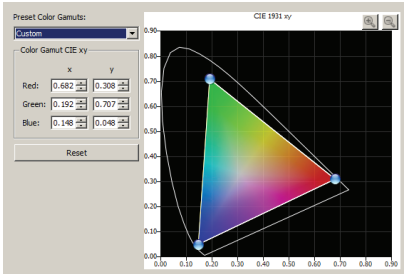 Preset Color Gamuts:
Custom
Color Gamut CIE xy
x y
Red: 0.682 0.308
Green: 0.192 0.707
Blue: 0.148 0.048
Reset
CIE 1931 xy
0.90
0.80
0.70
0.60
0.50
0.40
0.30
0.20
0.10
0.00
0.00 0.10 0.20 0.30 0.40 0.50 0.60 0.70 0.80 0.90